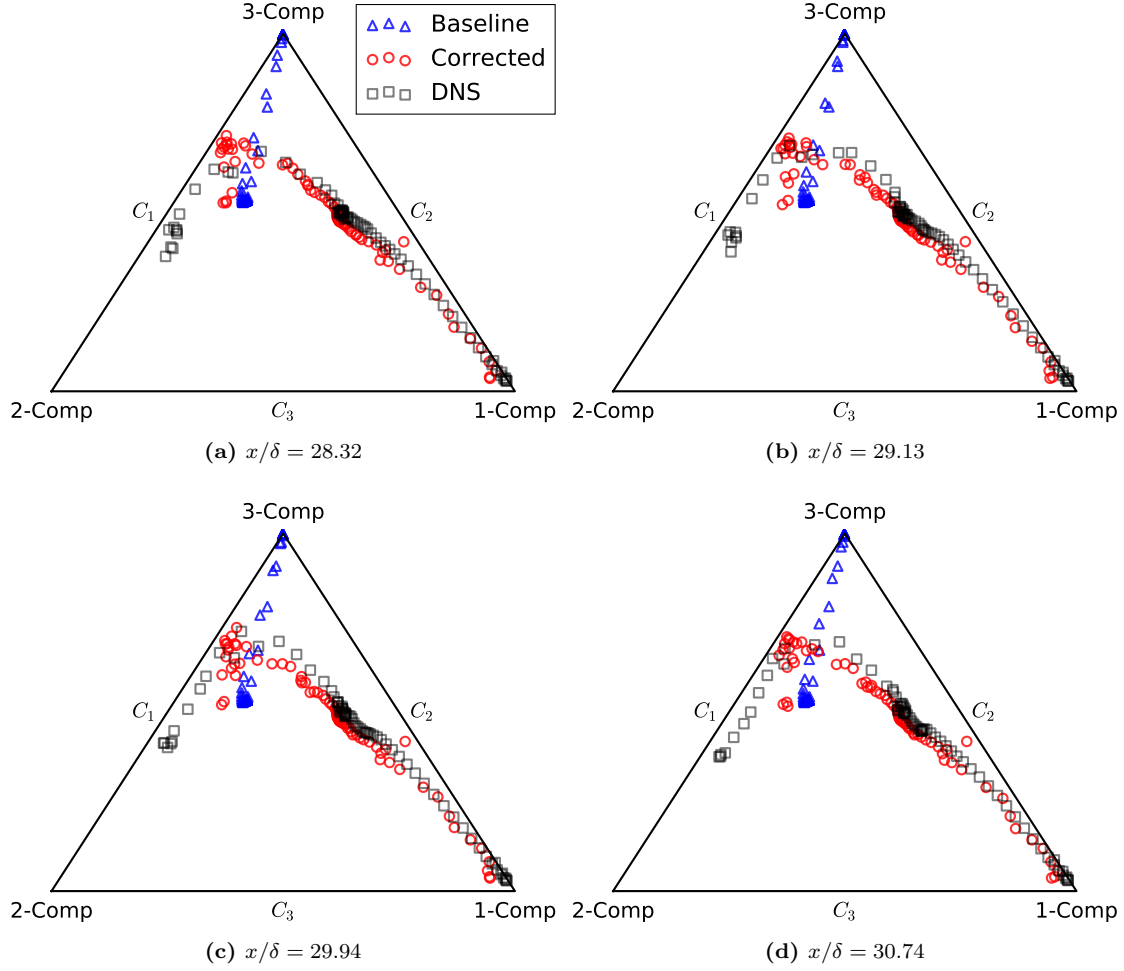 3-Comp
Baseline
Corrected
DNS
C₁
C₂
2-Comp
C₃
1-Comp
(a) x/δ = 28.32
3-Comp
C₁
C₂
2-Comp
C₃
1-Comp
(b) x/δ = 29.13
3-Comp
C₁
C₂
2-Comp
C₃
1-Comp
(c) x/δ = 29.94
3-Comp
C₁
C₂
2-Comp
C₃
1-Comp
(d) x/δ = 30.74